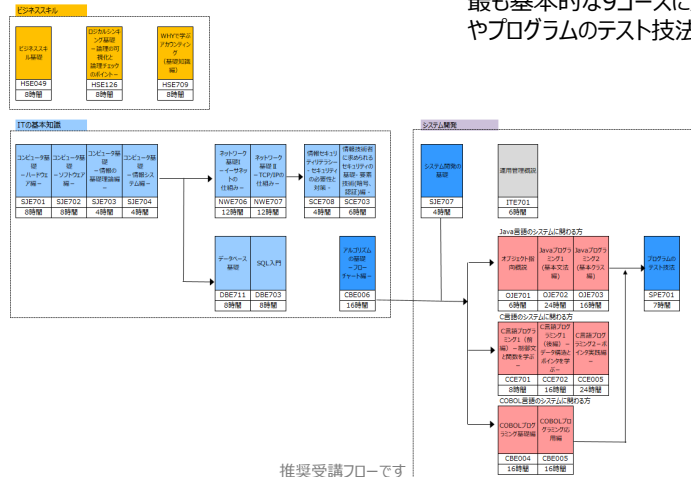 最も基本的な9コースに
やプログラムのテスト技法
ビジネススキル
ビジネススキ
ル基礎
HSE049
8時間
ロジカルシンキ
ング基礎
－論理の可
視化と
論理チェック
のポイント－
HSE126
8時間
WHYで学ぶ
アカウンティン
グ
(基礎知識
編)
HSE709
8時間
ITの基本知識
コンピュータ基
礎
－ハードウェ
ア編－
SJE701
8時間
コンピュータ基
礎
－ソフトウェア
編－
SJE702
8時間
コンピュータ基
礎
－情報の
基礎理論編
－
SJE703
4時間
コンピュータ基
礎
－情報シス
テム編－
SJE704
4時間
ネットワーク
基礎I
－イーサネッ
トの
仕組み－
NWE706
12時間
ネットワーク
基礎Ⅱ
－TCP/IPの
仕組み－
NWE707
12時間
情報セキュリ
ティリテラシー
－セキュリティ
の必要性と
対策－
SCE708
4時間
情報技術者
に求められる
セキュリティの
基礎-要素
技術(暗号、
認証)編-
SCE703
6時間
データベース
基礎
DBE711
8時間
SQL入門
DBE703
8時間
アルゴリズム
の基礎
－フロー
チャート編－
CBE006
16時間
システム開発
システム開発の
基礎
SJE707
4時間
運用管理概説
ITE701
6時間
Java言語のシステムに関わる方
オブジェクト指
向概説
OJE701
6時間
Javaプログラ
ミング1
(基本文法
編)
OJE702
24時間
Javaプログラ
ミング2
(基本クラス
編)
OJE703
16時間
プログラムの
テスト技法
SPE701
7時間
C言語のシステムに関わる方
C言語プログラ
ミング1（前
編）－制御文
と関数を学ぶ
－
CCE701
8時間
C言語プログ
ラミング1
（後編）－
データ構造と
ポインタを学
ぶ－
CCE702
16時間
C言語プログ
ラミング2－ポ
インタ実践編
－
CCE005
24時間
COBOL言語のシステムに関わる方
COBOLプログ
ラミング基礎編
CBE004
16時間
COBOLプロ
グラミング応
用編
CBE005
16時間
推奨受講フローです